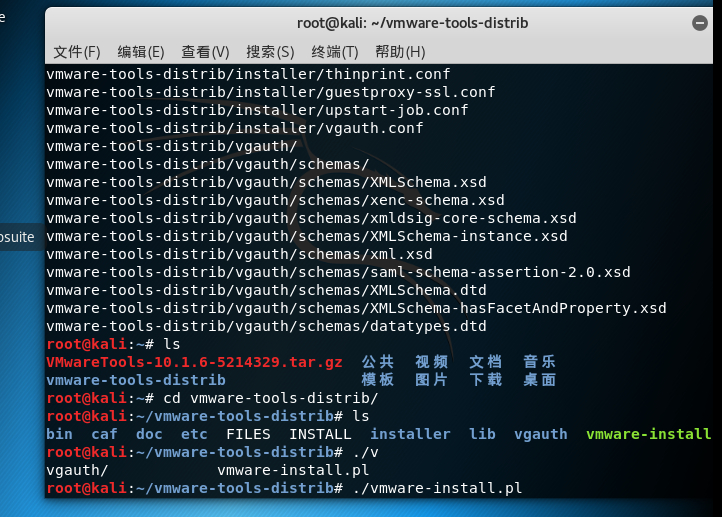 root@kali: ~/vmware-tools-distrib
文件(F) 编辑(E) 查看(V) 搜索(S) 终端(T) 帮助(H)
vmware-tools-distrib/installer/thinprint.conf
vmware-tools-distrib/installer/guestproxy-ssl.conf
vmware-tools-distrib/installer/upstart-job.conf
vmware-tools-distrib/installer/vgauth.conf
vmware-tools-distrib/vgauth/
vmware-tools-distrib/vgauth/schemas/
vmware-tools-distrib/vgauth/schemas/XMLSchema.xsd
vmware-tools-distrib/vgauth/schemas/xenc-schema.xsd
vmware-tools-distrib/vgauth/schemas/xmldsig-core-schema.xsd
vmware-tools-distrib/vgauth/schemas/XMLSchema-instance.xsd
vmware-tools-distrib/vgauth/schemas/xml.xsd
vmware-tools-distrib/vgauth/schemas/saml-schema-assertion-2.0.xsd
vmware-tools-distrib/vgauth/schemas/XMLSchema.dtd
vmware-tools-distrib/vgauth/schemas/XMLSchema-hasFacetAndProperty.xsd
vmware-tools-distrib/vgauth/schemas/datatypes.dtd
root@kali:~# ls
VMwareTools-10.1.6-5214329.tar.gz 公共 视频 文档 音乐
vmware-tools-distrib 模板 图片 下载 桌面
root@kali:~# cd vmware-tools-distrib/
root@kali:~/vmware-tools-distrib# ls
bin caf doc etc FILES INSTALL installer lib vgauth vmware-install
root@kali:~/vmware-tools-distrib# ./v
vgauth/ vmware-install.pl
root@kali:~/vmware-tools-distrib# ./vmware-install.pl